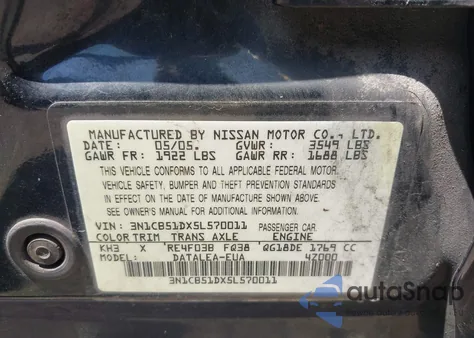 MANUFACTURED BY NISSAN MOTOR CO., LTD.
DATE: 05/05. GVWR: 3549 LBS
GAWR FR: 1922 LBS GAWR RR: 1688 LBS
THIS VEHICLE CONFORMS TO ALL APPLICABLE FEDERAL MOTOR
VEHICLE SAFETY, BUMPER AND THEFT PREVENTION STANDARDS
IN EFFECT ON THE DATE OF MANUFACTURE SHOWN ABOVE.
SEE OWNER'S MANUAL FOR ADDITIONAL INFORMATION.
VIN: 3N1CB51DX5L570011 PASSENGER CAR
COLOR TRIM TRANS AXLE ENGINE
KH3 X RE4F03B FQ38 QG18DE 1769 CC
MODEL: DATALEA-EUA 4Z000
3N1CB51DX5L570011
autoSnap